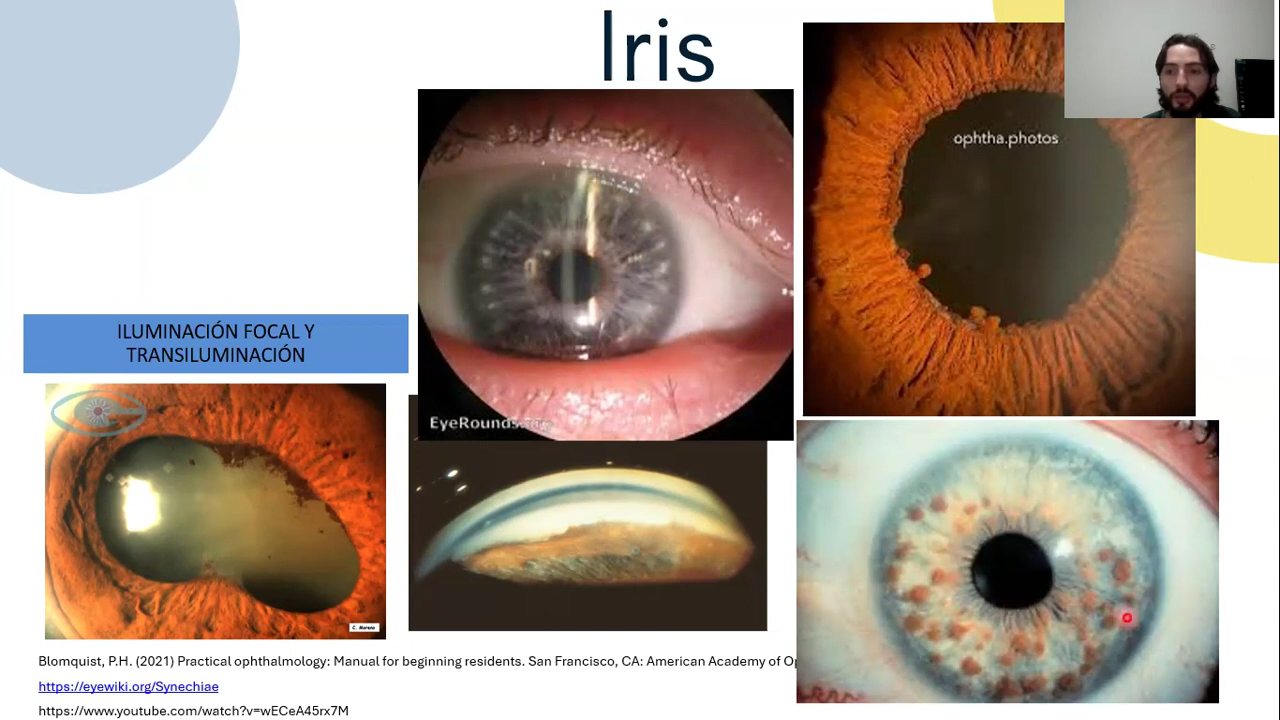 Iris
ophtha.photos
ILUMINACIÓN FOCAL Y
TRANSILUMINACIÓN
EyeRounds.org
C. Moreno
Blomquist, P.H. (2021) Practical ophthalmology: Manual for beginning residents. San Francisco, CA: American Academy of Op
https://eyewiki.org/Synechiae
https://www.youtube.com/watch?v=wECeA45rx7M